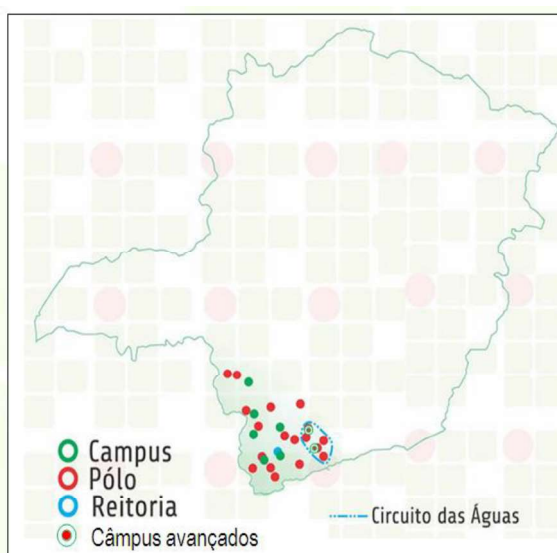 Campus
Pólo
Reitoria
Câmpus avançados
Circuito das Águas